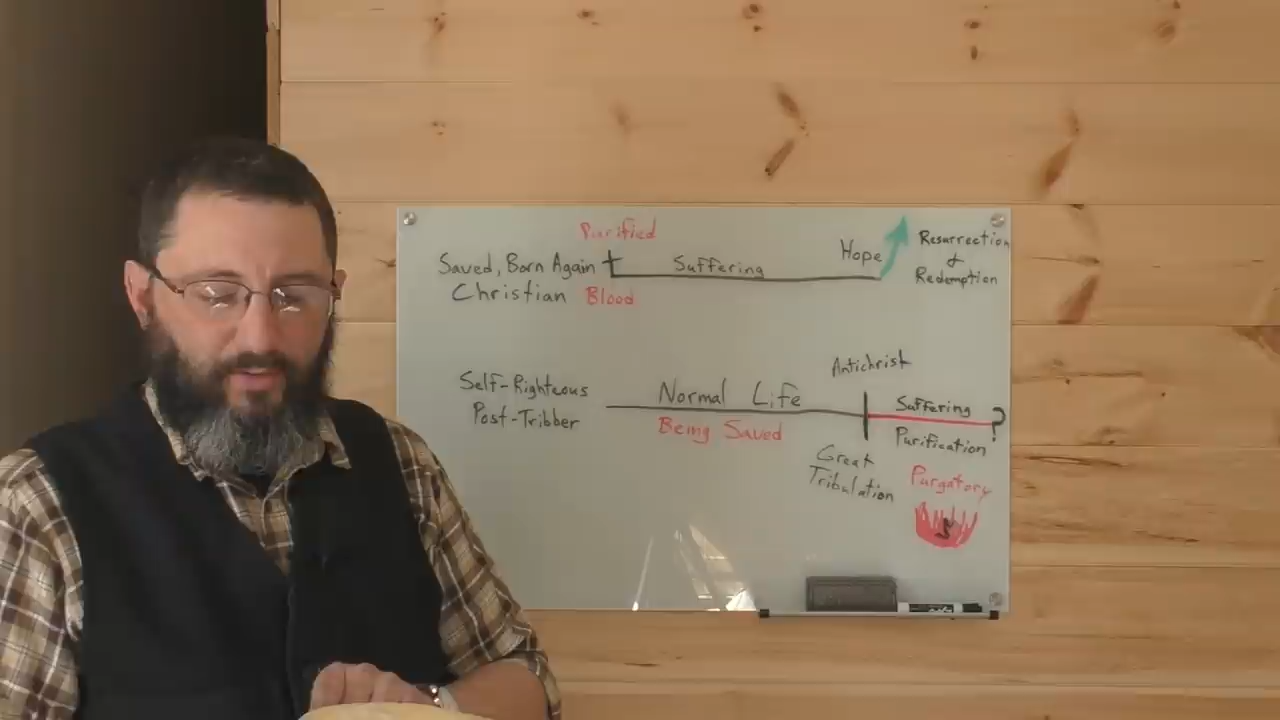 Purified
Saved, Born Again
Christian
Blood
Suffering
Hope
Resurrection
&
Redemption
Self-Righteous
Post-Tribber
Normal Life
Being Saved
Antichrist
Great
Tribulation
Suffering
?
Purification
Purgatory